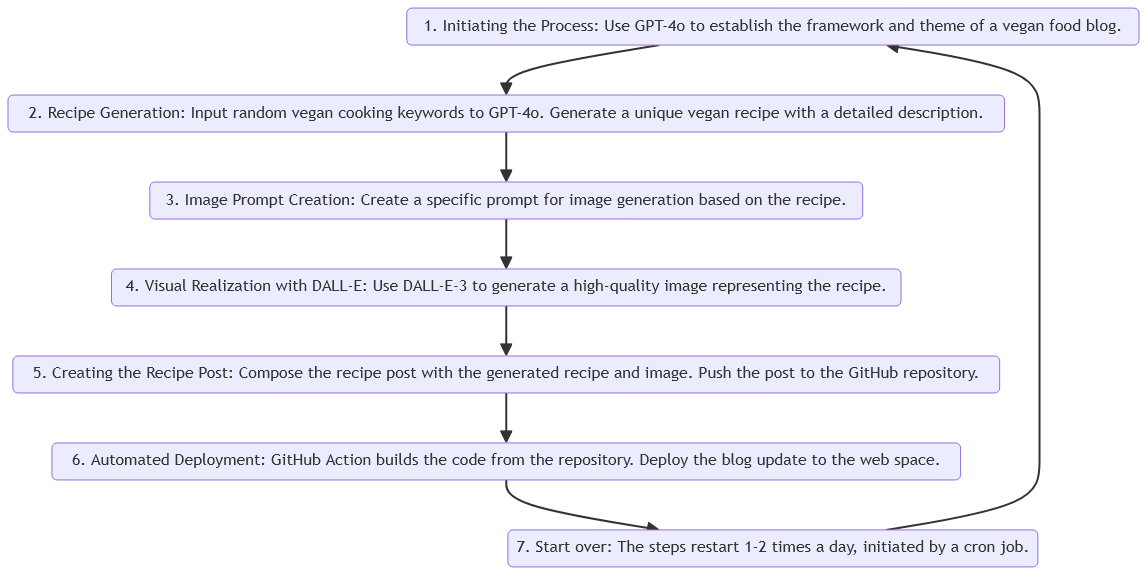 1. Initiating the Process: Use GPT-4o to establish the framework and theme of a vegan food blog.
2. Recipe Generation: Input random vegan cooking keywords to GPT-4o. Generate a unique vegan recipe with a detailed description.
3. Image Prompt Creation: Create a specific prompt for image generation based on the recipe.
4. Visual Realization with DALL-E: Use DALL-E-3 to generate a high-quality image representing the recipe.
5. Creating the Recipe Post: Compose the recipe post with the generated recipe and image. Push the post to the GitHub repository.
6. Automated Deployment: GitHub Action builds the code from the repository. Deploy the blog update to the web space.
7. Start over: The steps restart 1-2 times a day, initiated by a cron job.